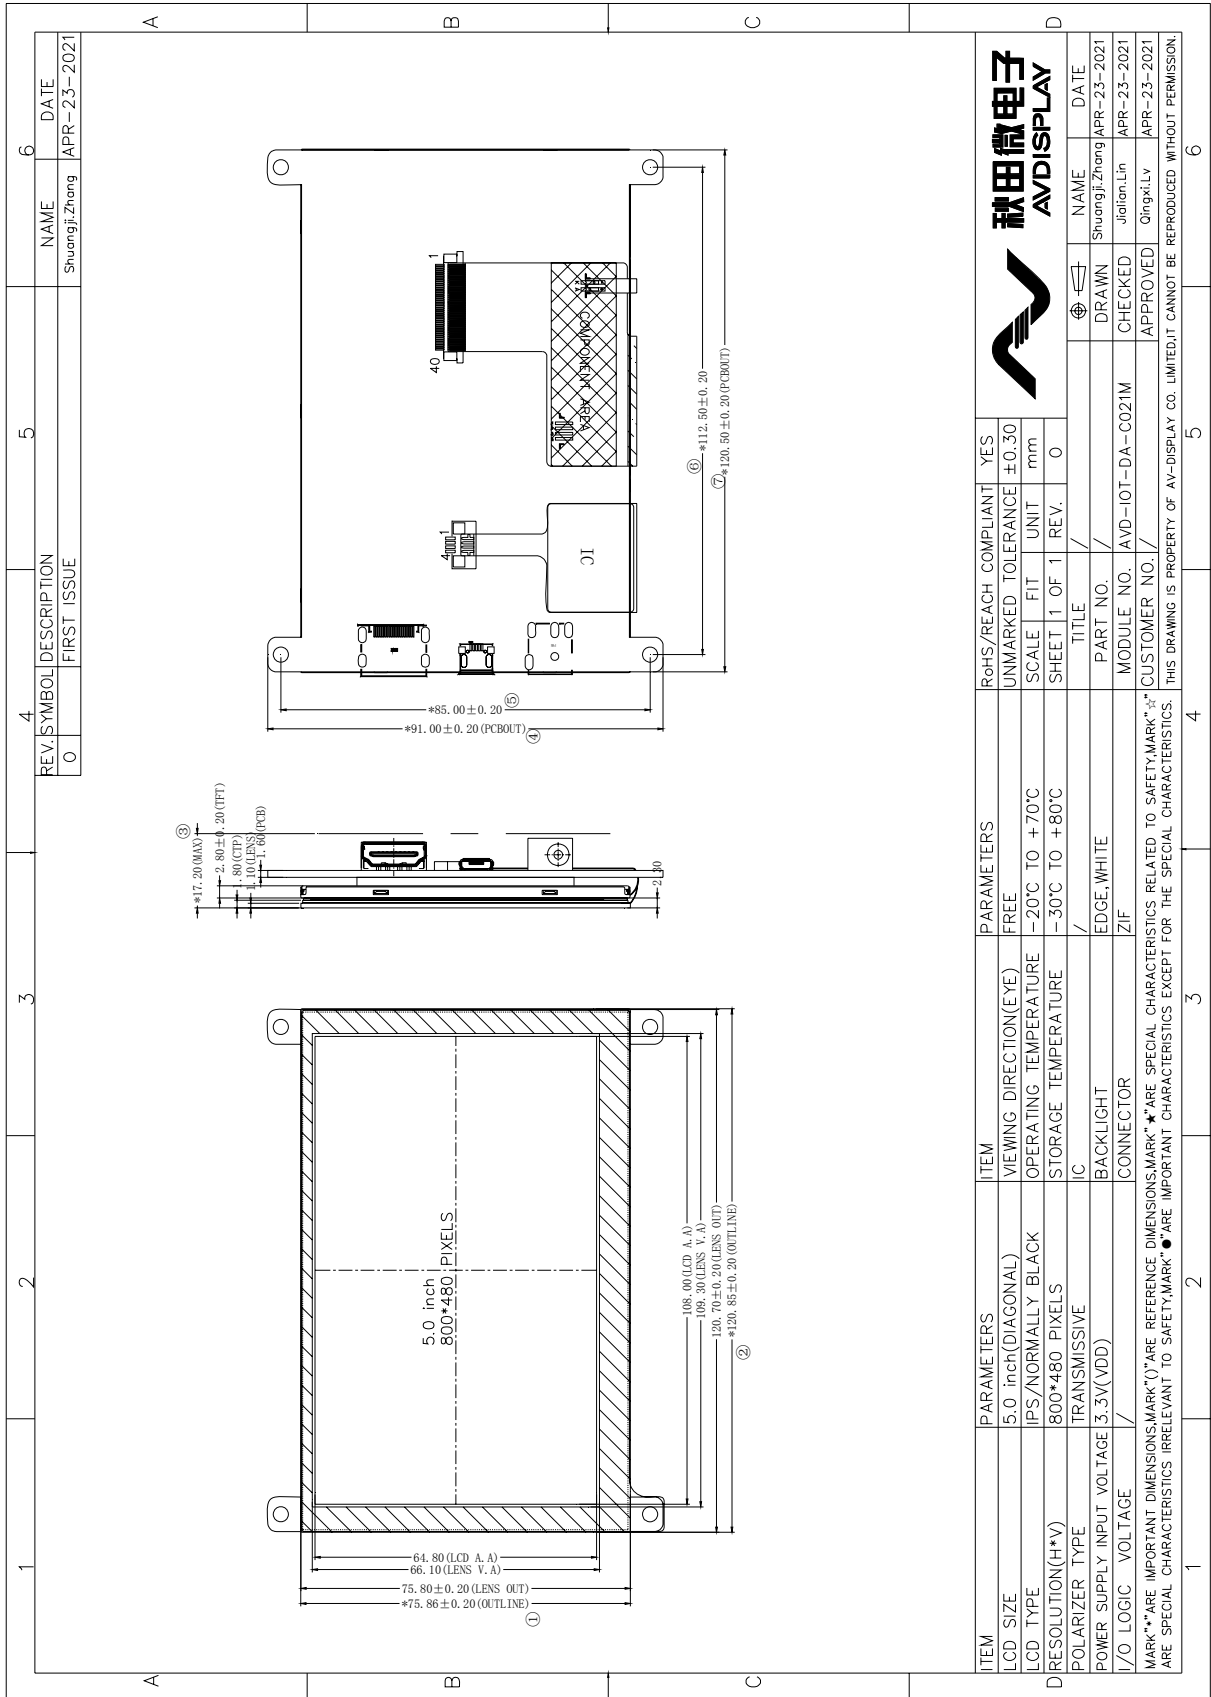 1 2 3 4 5 6
A
B
C
D
REV. SYMBOL DESCRIPTION NAME DATE
0 FIRST ISSUE Shuangji.Zhang APR-23-2021
5.0 inch
800*480 PIXELS
64.80(LCD A.A)
66.10(LENS V.A)
75.80±0.20(LENS OUT)
*75.86±0.20(OUTLINE)
①
108.00(LCD A.A)
109.30(LENS V.A)
120.70±0.20(LENS OUT)
*120.85±0.20(OUTLINE)
②
③
*17.20(MAX)
2.80±0.20(TFT)
1.80(CTP)
1.10(LENS)
1.60(PCB)
2.30
*85.00±0.20
⑤
*91.00±0.20(PCBOUT)
④
4 1
IC
40 1
COMPONENT AREA
K A
⑥
*112.50±0.20
⑦
*120.50±0.20(PCBOUT)
ITEM PARAMETERS ITEM PARAMETERS
LCD SIZE 5.0 inch(DIAGONAL) VIEWING DIRECTION(EYE) FREE
LCD TYPE IPS/NORMALLY BLACK OPERATING TEMPERATURE -20°C TO +70°C
RESOLUTION(H*V) 800*480 PIXELS STORAGE TEMPERATURE -30°C TO +80°C
POLARIZER TYPE TRANSMISSIVE IC /
POWER SUPPLY INPUT VOLTAGE 3.3V(VDD) BACKLIGHT EDGE,WHITE
I/O LOGIC VOLTAGE / CONNECTOR ZIF
MARK"*"ARE IMPORTANT DIMENSIONS,MARK"()"ARE REFERENCE DIMENSIONS,MARK"★"ARE SPECIAL CHARACTERISTICS RELATED TO SAFETY,MARK"☆"
ARE SPECIAL CHARACTERISTICS IRRELEVANT TO SAFETY,MARK"●"ARE IMPORTANT CHARACTERISTICS EXCEPT FOR THE SPECIAL CHARACTERISTICS.
RoHS/REACH COMPLIANT YES
UNMARKED TOLERANCE ±0.30
SCALE FIT UNIT mm
SHEET 1 OF 1 REV. 0
TITLE /
PART NO. /
MODULE NO. AVD-IOT-DA-C021M
CUSTOMER NO. /
秋田微电子
AVDISPLAY
NAME DATE
DRAWN Shuangji.Zhang APR-23-2021
CHECKED Jialian.Lin APR-23-2021
APPROVED Qingxi.Lv APR-23-2021
THIS DRAWING IS PROPERTY OF AV-DISPLAY CO. LIMITED,IT CANNOT BE REPRODUCED WITHOUT PERMISSION.
A
B
C
D
1 2 3 4 5 6